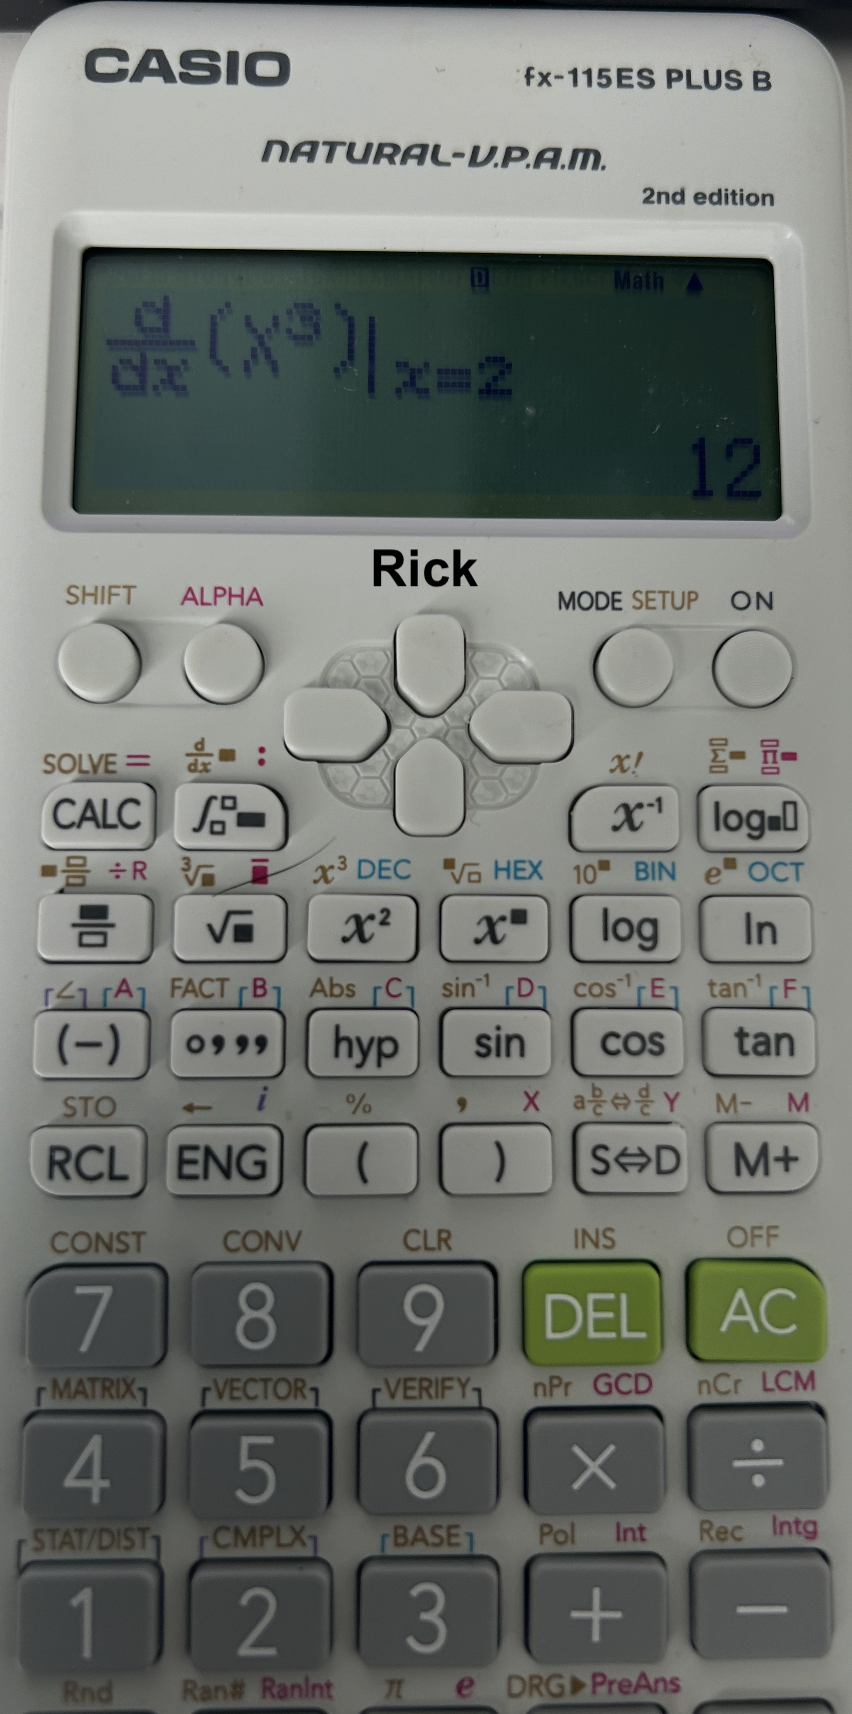 CASIO
fx-115ES PLUS B
NATURAL-V.P.A.M.
2nd edition
D Math ▲
d/dx(X³)|x=2
12
Rick
SHIFT ALPHA MODE SETUP ON
SOLVE = d/dx■ : x! Σ▯= Π▯=
CALC ∫▯▯■ x⁻¹ log■▯
■▯/▯ ÷R ³√■ ■ x³ DEC ■√▯ HEX 10■ BIN e■ OCT
■/▯ √■ x² x■ log ln
∠ A FACT B Abs C sin⁻¹ D cos⁻¹ E tan⁻¹ F
(−) ° , , , hyp sin cos tan
STO ← i % , X a b/c⇔d/c Y M− M
RCL ENG ( ) S⇔D M+
CONST CONV CLR INS OFF
7 8 9 DEL AC
MATRIX VECTOR VERIFY nPr GCD nCr LCM
4 5 6 × ÷
STAT/DIST CMPLX BASE Pol Int Rec Intg
1 2 3 + −
Rnd Ran# RanInt π e DRG▶ PreAns